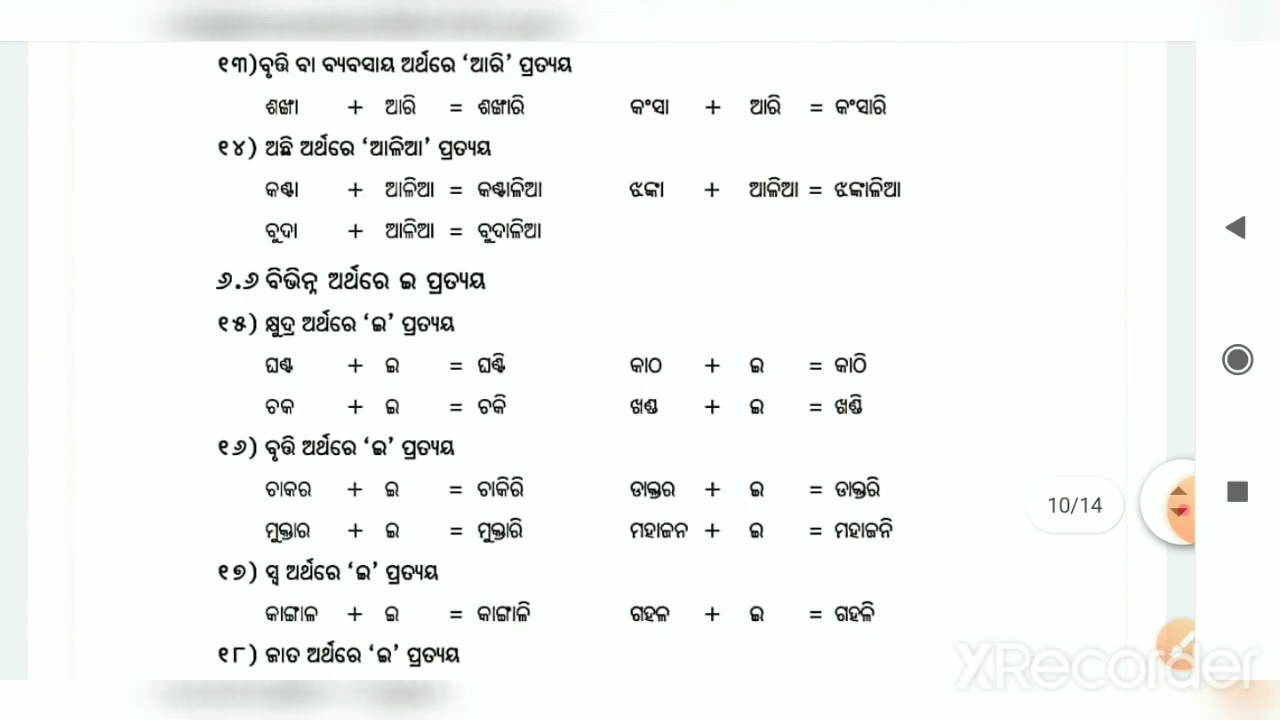 ୧୩)ବୃତ୍ତି ବା ବ୍ୟବସାୟ ଅର୍ଥରେ ‘ଆରି’ ପ୍ରତ୍ୟୟ
ଶଙ୍ଖା + ଆରି = ଶଙ୍ଖାରି କଂସା + ଆରି = କଂସାରି
୧୪) ଅଛି ଅର୍ଥରେ ‘ଆଳିଆ’ ପ୍ରତ୍ୟୟ
କଣ୍ଟା + ଆଳିଆ = କଣ୍ଟାଳିଆ ଝଙ୍କା + ଆଳିଆ = ଝଙ୍କାଳିଆ
ବୁଦା + ଆଳିଆ = ବୁଦାଳିଆ
୬.୬ ବିଭିନ୍ନ ଅର୍ଥରେ ଇ ପ୍ରତ୍ୟୟ
୧୫) କ୍ଷୁଦ୍ର ଅର୍ଥରେ ‘ଇ’ ପ୍ରତ୍ୟୟ
ଘଣ୍ଟ + ଇ = ଘଣ୍ଟି କାଠ + ଇ = କାଠି
ଚକ + ଇ = ଚକି ଖଣ୍ଡ + ଇ = ଖଣ୍ଡି
୧୬) ବୃତ୍ତି ଅର୍ଥରେ ‘ଇ’ ପ୍ରତ୍ୟୟ
ଚାକର + ଇ = ଚାକିରି ଡାକ୍ତର + ଇ = ଡାକ୍ତରି
ମୁକ୍ତାର + ଇ = ମୁକ୍ତାରି ମହାଜନ + ଇ = ମହାଜନି
୧୭) ସ୍ୱ ଅର୍ଥରେ ‘ଇ’ ପ୍ରତ୍ୟୟ
କାଙ୍ଗାଳ + ଇ = କାଙ୍ଗାଳି ଗହଳ + ଇ = ଗହଳି
୧୮) ଜାତ ଅର୍ଥରେ ‘ଇ’ ପ୍ରତ୍ୟୟ
10/14
XRecorder